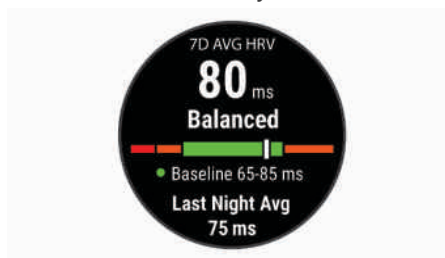 7D AVG HRV
80 ms
Balanced
Baseline 65-85 ms
Last Night Avg
75 ms